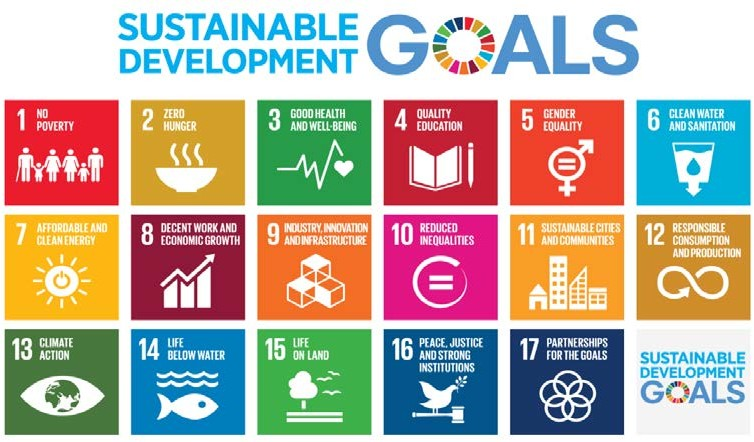 SUSTAINABLE
DEVELOPMENT
GOALS
1 NO
POVERTY
2 ZERO
HUNGER
3 GOOD HEALTH
AND WELL-BEING
4 QUALITY
EDUCATION
5 GENDER
EQUALITY
6 CLEAN WATER
AND SANITATION
7 AFFORDABLE AND
CLEAN ENERGY
8 DECENT WORK AND
ECONOMIC GROWTH
9 INDUSTRY, INNOVATION
AND INFRASTRUCTURE
10 REDUCED
INEQUALITIES
11 SUSTAINABLE CITIES
AND COMMUNITIES
12 RESPONSIBLE
CONSUMPTION
AND PRODUCTION
13 CLIMATE
ACTION
14 LIFE
BELOW WATER
15 LIFE
ON LAND
16 PEACE, JUSTICE
AND STRONG
INSTITUTIONS
17 PARTNERSHIPS
FOR THE GOALS
SUSTAINABLE
DEVELOPMENT
GOALS